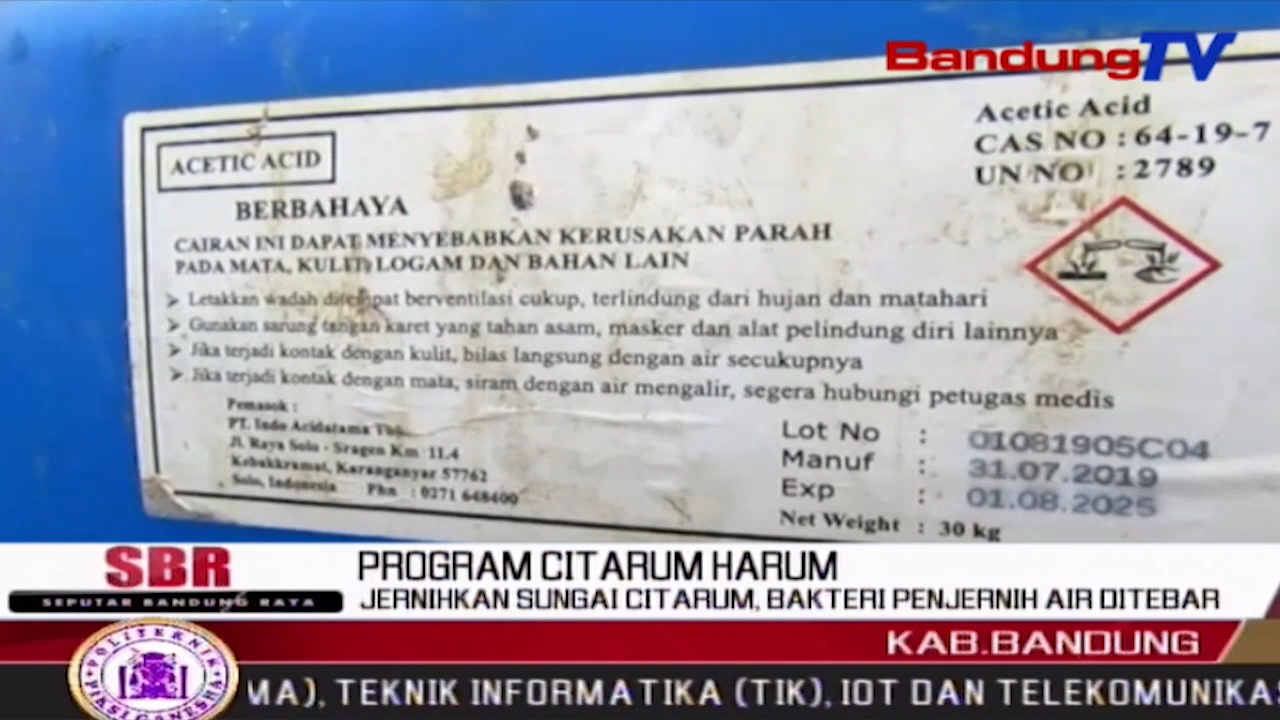 BandungTV
Acetic Acid
CAS NO : 64-19-7
UN NO : 2789
ACETIC ACID
BERBAHAYA
CAIRAN INI DAPAT MENYEBABKAN KERUSAKAN PARAH
PADA MATA, KULIT, LOGAM DAN BAHAN LAIN
➤ Letakkan wadah ditempat berventilasi cukup, terlindung dari hujan dan matahari
➤ Gunakan sarung tangan karet yang tahan asam, masker dan alat pelindung diri lainnya
➤ Jika terjadi kontak dengan kulit, bilas langsung dengan air secukupnya
➤ Jika terjadi kontak dengan mata, siram dengan air mengalir, segera hubungi petugas medis
Pemasok :
PT. Indo Acidatama Tbk.
Jl. Raya Solo - Sragen Km 11.4
Kebakkramat, Karanganyar 57762
Solo, Indonesia Phn : 0271 648400
Lot No : 01081905C04
Manuf : 31.07.2019
Exp : 01.08.2025
Net Weight : 30 kg
SBR
SEPUTAR BANDUNG RAYA
PROGRAM CITARUM HARUM
JERNIHKAN SUNGAI CITARUM, BAKTERI PENJERNIH AIR DITEBAR
KAB.BANDUNG
POLITEKNIK
GANESHA
MA), TEKNIK INFORMATIKA (TIK), IOT DAN TELEKOMUNIKAS